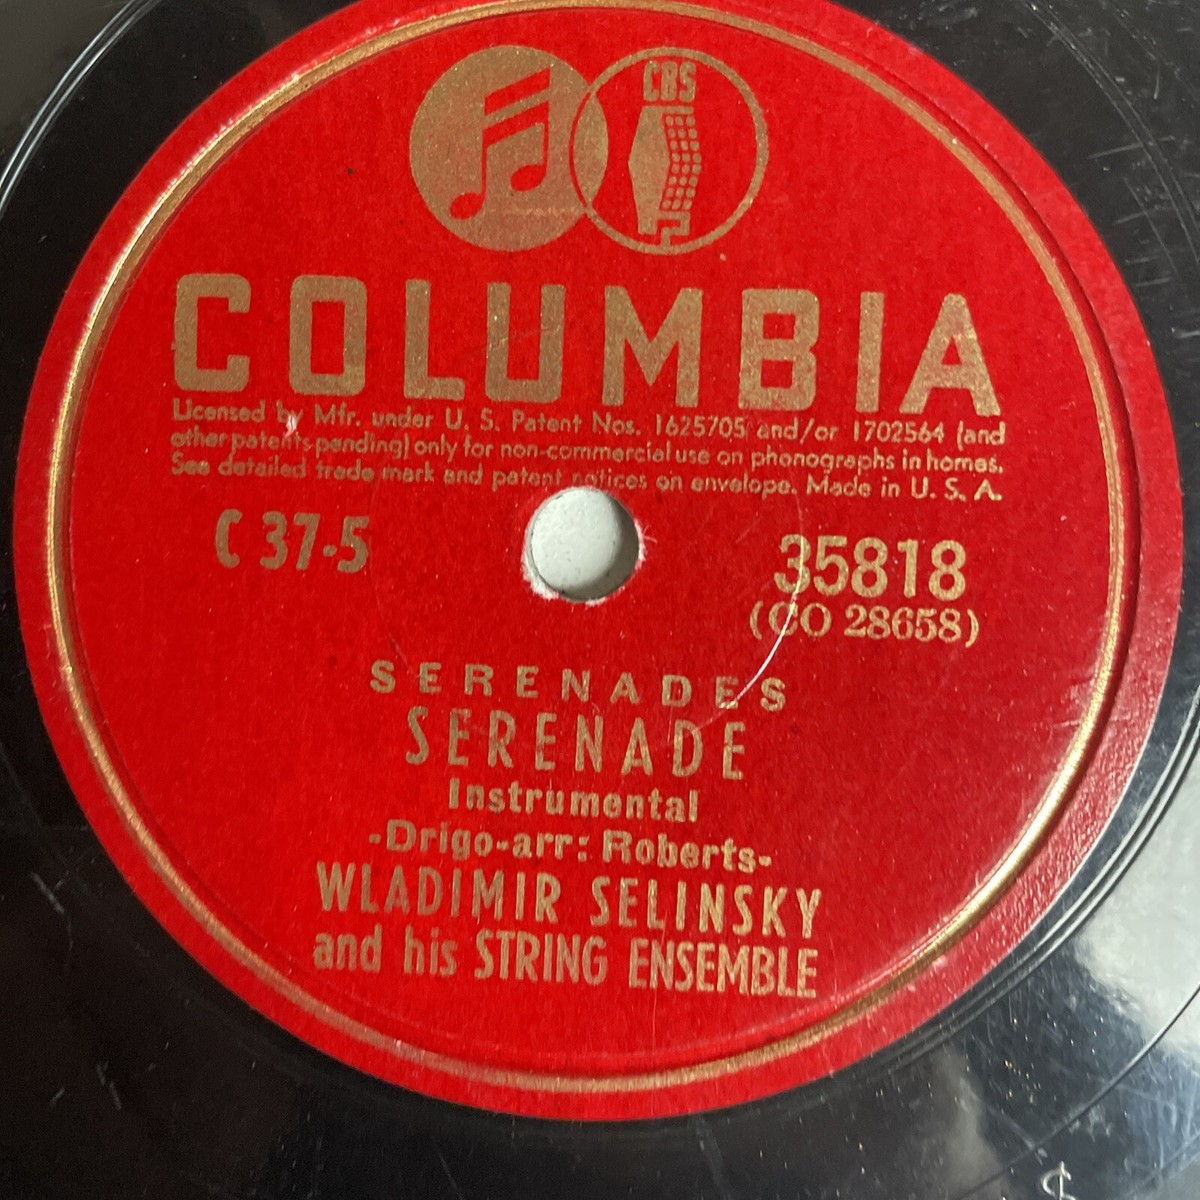 CBS
COLUMBIA
Licensed by Mfr. under U. S. Patent Nos. 1625705 and/or 1702564 (and
other patents pending) only for non-commercial use on phonographs in homes.
See detailed trade mark and patent notices on envelope. Made in U. S. A.
C 37-5
35818
(CO 28658)
SERENADES
SERENADE
Instrumental
-Drigo-arr: Roberts-
WLADIMIR SELINSKY
and his STRING ENSEMBLE